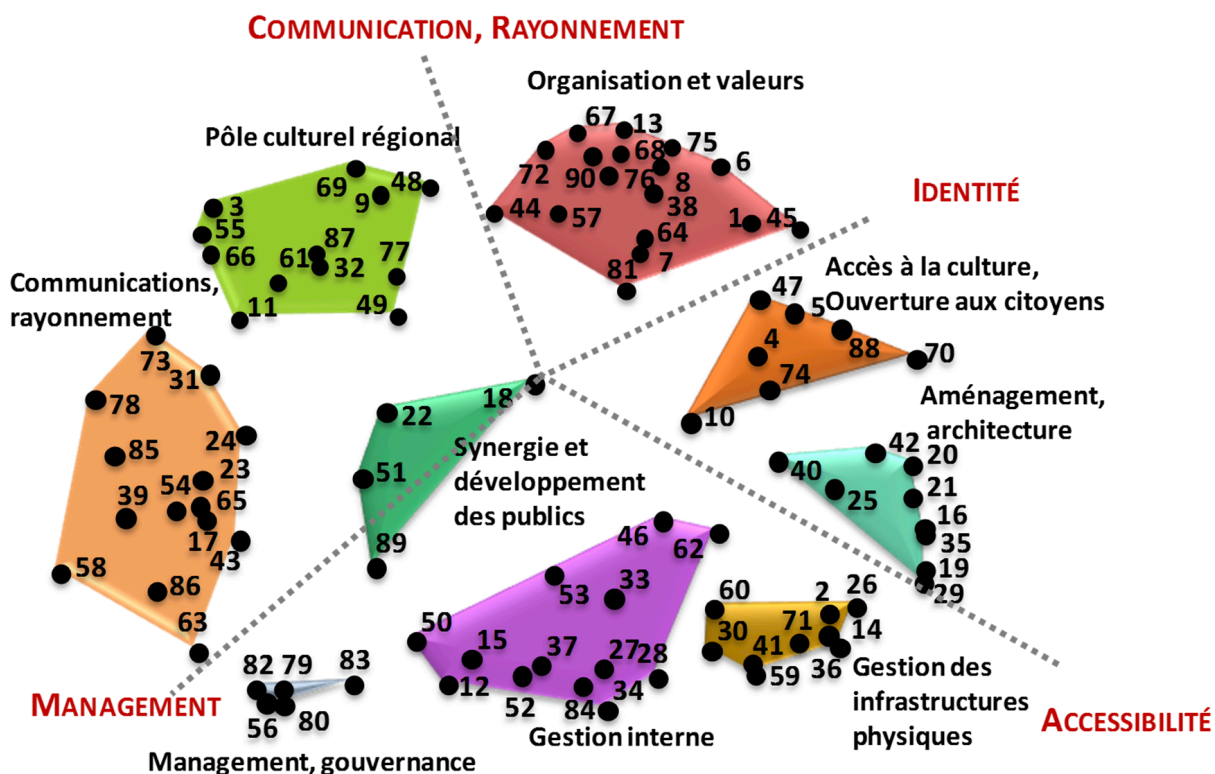 COMMUNICATION, RAYONNEMENT
Organisation et valeurs
67 13
75
Pôle culturel régional
72 90 76 68 8 6
69 9 48
IDENTITÉ
3
44 57 38 1 45
55
66 61 87 32 77
64
7
81
Accès à la culture,
Ouverture aux citoyens
47 5
88
Communications,
rayonnement
11 49
4
70
73
31
74
18
10
Aménagement,
architecture
78
22
24
85
Synergie et
développement
des publics
42
20
40
25
21
23
51
54
65
39
17
43
16
35
46
62
89
19
29
58
86
53
33
60
2
26
63
50
15
37
27
28
30
41
71
14
36
59
82 79 83
12
52
84
34
Gestion des
infrastructures
physiques
MANAGEMENT
56
80
ACCESSIBILITÉ
Gestion interne
Management, gouvernance